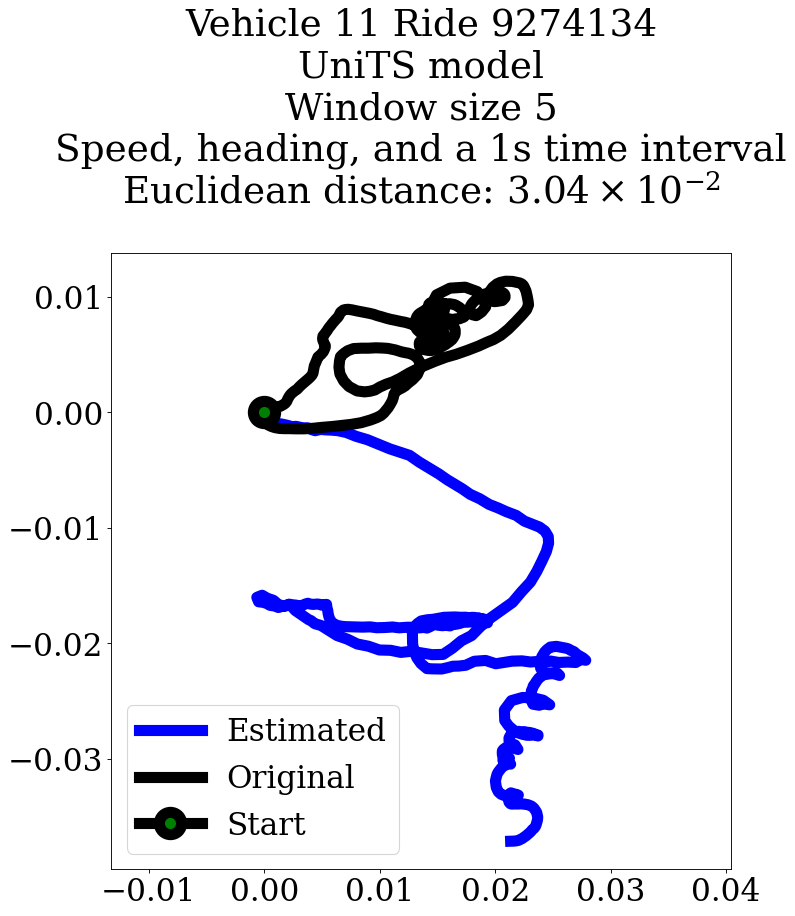 Vehicle 11 Ride 9274134
UniTS model
Window size 5
Speed, heading, and a 1s time interval
Euclidean distance: 3.04 × 10⁻²
0.01
0.00
−0.01
−0.02
−0.03
Estimated
Original
Start
−0.01 0.00 0.01 0.02 0.03 0.04